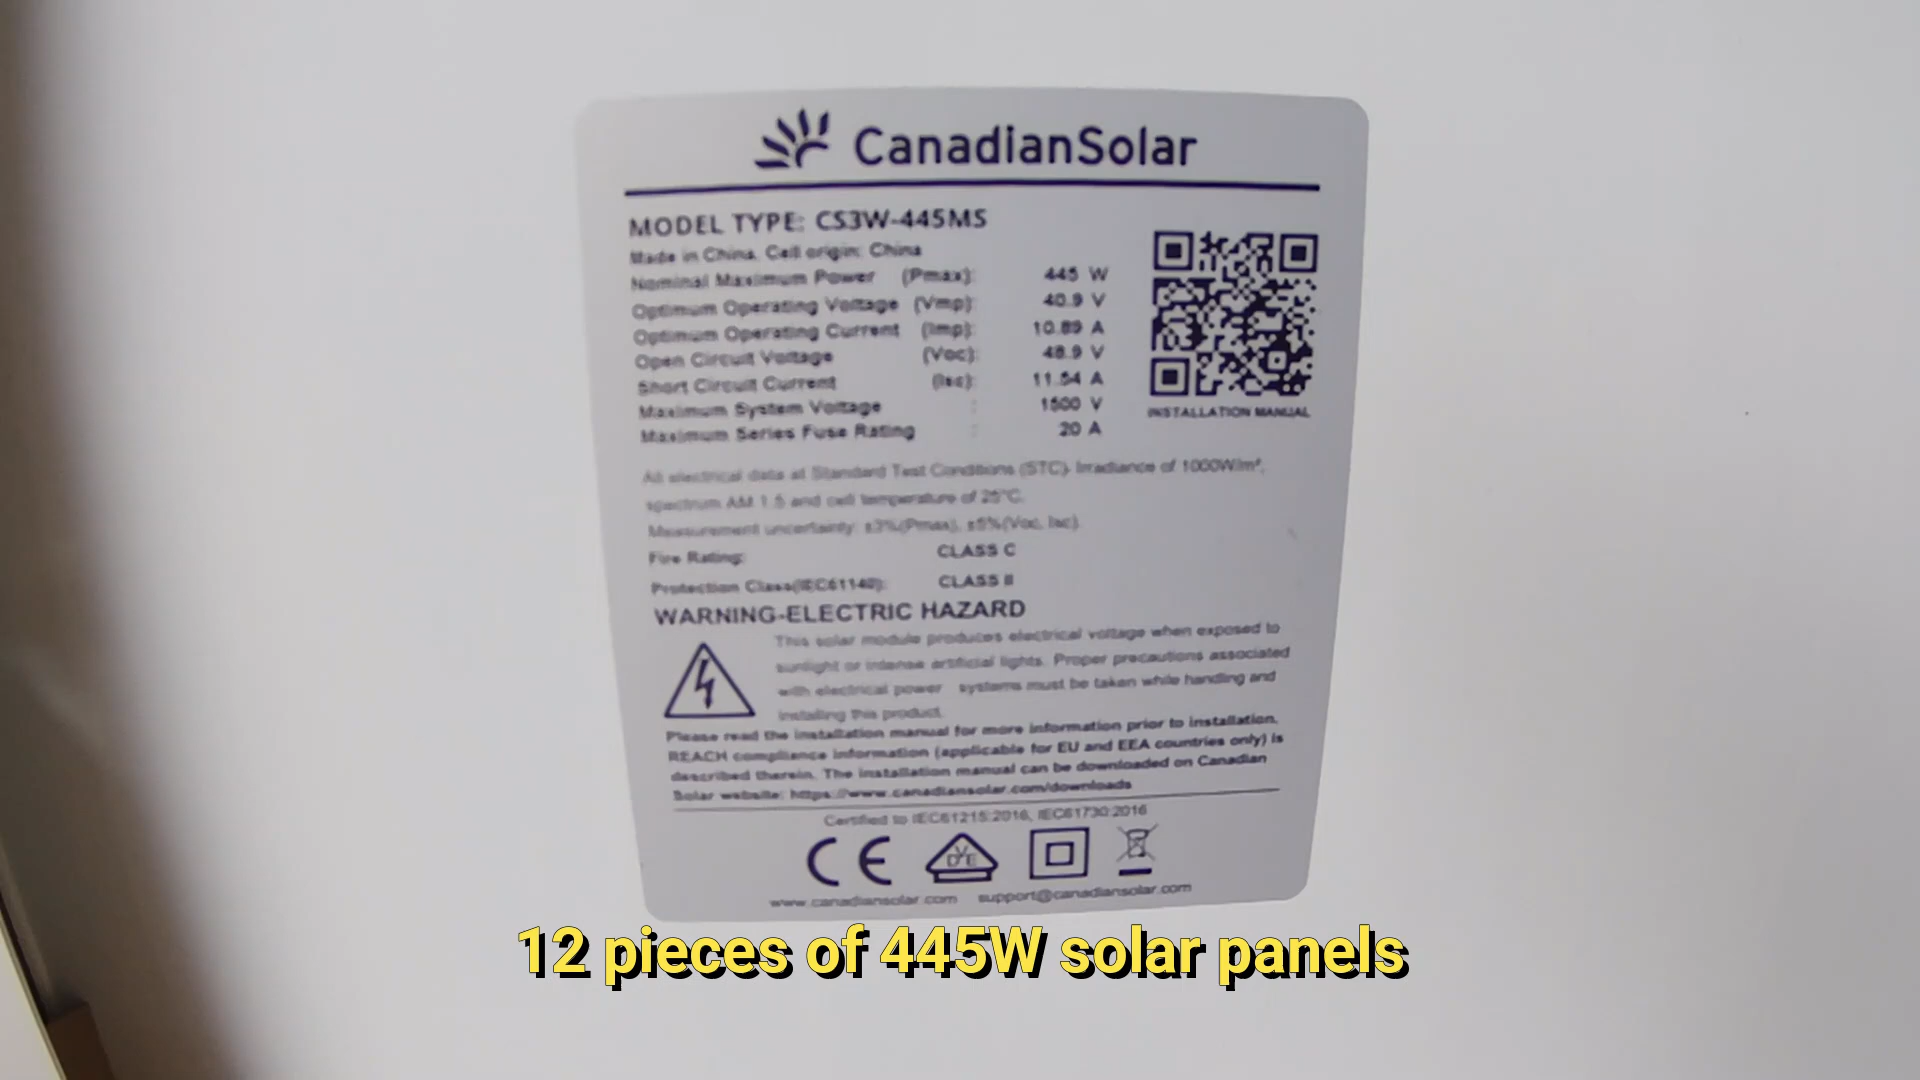 CanadianSolar
MODEL TYPE: CS3W-445MS
Made in China, Cell origin: China
Nominal Maximum Power (Pmax): 445 W
Optimum Operating Voltage (Vmp): 40.9 V
Optimum Operating Current (Imp): 10.89 A
Open Circuit Voltage (Voc): 48.9 V
Short Circuit Current (Isc): 11.54 A
Maximum System Voltage : 1500 V
Maximum Series Fuse Rating : 20 A
INSTALLATION MANUAL
All electrical data at Standard Test Conditions (STC): Irradiance of 1000W/m²,
spectrum AM 1.5 and cell temperature of 25°C.
Measurement uncertainty: ±3%(Pmax), ±5%(Voc, Isc).
Fire Rating: CLASS C
Protection Class(IEC61140): CLASS II
WARNING-ELECTRIC HAZARD
This solar module produces electrical voltage when exposed to
sunlight or intense artificial lights. Proper precautions associated
with electrical power systems must be taken while handling and
installing this product.
Please read the installation manual for more information prior to installation.
REACH compliance information (applicable for EU and EEA countries only) is
described therein. The installation manual can be downloaded on Canadian
Solar website: https://www.canadiansolar.com/downloads
Certified to IEC61215:2016, IEC61730:2016
CE DVE
www.canadiansolar.com support@canadiansolar.com
12 pieces of 445W solar panels